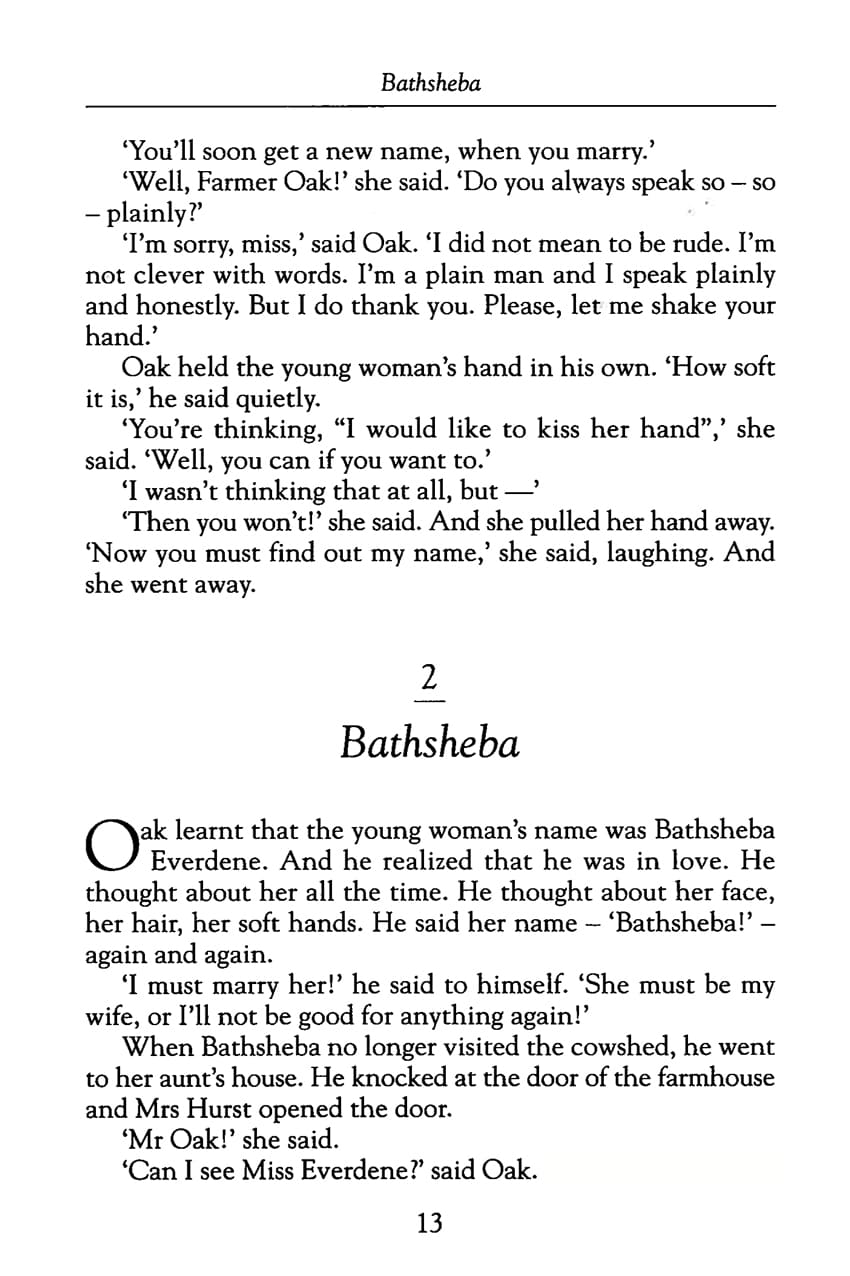 Bathsheba
‘You’ll soon get a new name, when you marry.’
‘Well, Farmer Oak!’ she said. ‘Do you always speak so – so
– plainly?’
‘I’m sorry, miss,’ said Oak. ‘I did not mean to be rude. I’m
not clever with words. I’m a plain man and I speak plainly
and honestly. But I do thank you. Please, let me shake your
hand.’
Oak held the young woman’s hand in his own. ‘How soft
it is,’ he said quietly.
‘You’re thinking, “I would like to kiss her hand”,’ she
said. ‘Well, you can if you want to.’
‘I wasn’t thinking that at all, but —’
‘Then you won’t!’ she said. And she pulled her hand away.
‘Now you must find out my name,’ she said, laughing. And
she went away.
2
Bathsheba
Oak learnt that the young woman’s name was Bathsheba
Everdene. And he realized that he was in love. He
thought about her all the time. He thought about her face,
her hair, her soft hands. He said her name – ‘Bathsheba!’ –
again and again.
‘I must marry her!’ he said to himself. ‘She must be my
wife, or I’ll not be good for anything again!’
When Bathsheba no longer visited the cowshed, he went
to her aunt’s house. He knocked at the door of the farmhouse
and Mrs Hurst opened the door.
‘Mr Oak!’ she said.
‘Can I see Miss Everdene?’ said Oak.
13